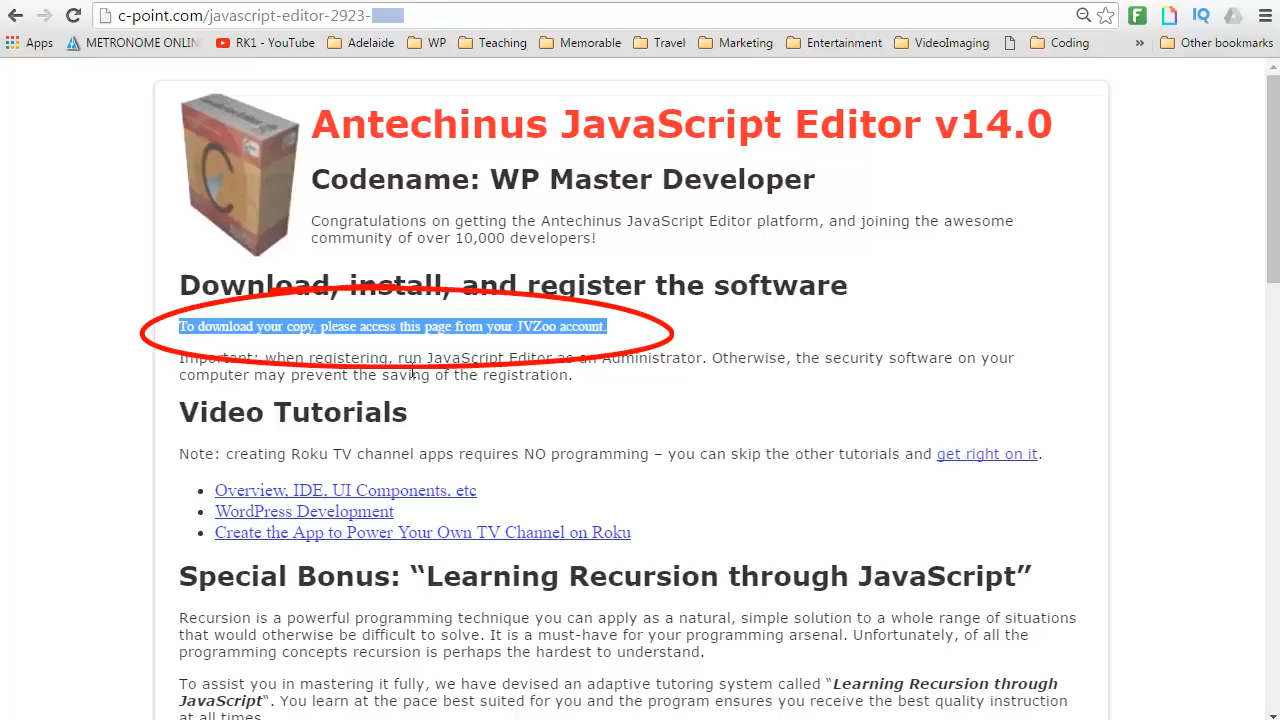 c-point.com/javascript-editor-2923-
Apps METRONOME ONLIN RK1 - YouTube Adelaide WP Teaching Memorable Travel Marketing Entertainment VideoImaging Coding » Other bookmarks
Antechinus JavaScript Editor v14.0
Codename: WP Master Developer
Congratulations on getting the Antechinus JavaScript Editor platform, and joining the awesome
community of over 10,000 developers!
Download, install, and register the software
To download your copy, please access this page from your JVZoo account.
Important: when registering, run JavaScript Editor as an Administrator. Otherwise, the security software on your
computer may prevent the saving of the registration.
Video Tutorials
Note: creating Roku TV channel apps requires NO programming – you can skip the other tutorials and get right on it.
• Overview, IDE, UI Components, etc
• WordPress Development
• Create the App to Power Your Own TV Channel on Roku
Special Bonus: “Learning Recursion through JavaScript”
Recursion is a powerful programming technique you can apply as a natural, simple solution to a whole range of situations
that would otherwise be difficult to solve. It is a must-have for your programming arsenal. Unfortunately, of all the
programming concepts recursion is perhaps the hardest to understand.
To assist you in mastering it fully, we have devised an adaptive tutoring system called “Learning Recursion through
JavaScript“. You learn at the pace best suited for you and the program ensures you receive the best quality instruction
at all times.